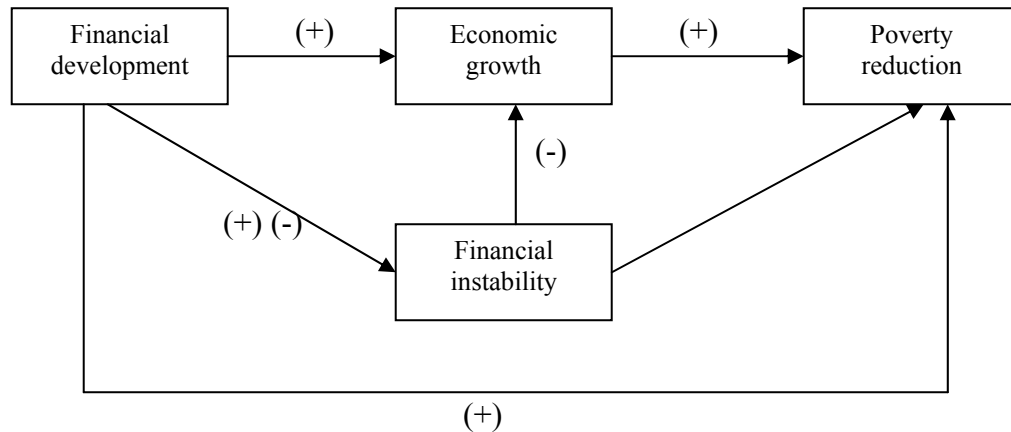 Financial
development
(+)
Economic
growth
(+)
Poverty
reduction
(-)
(+) (-)
Financial
instability
(+)